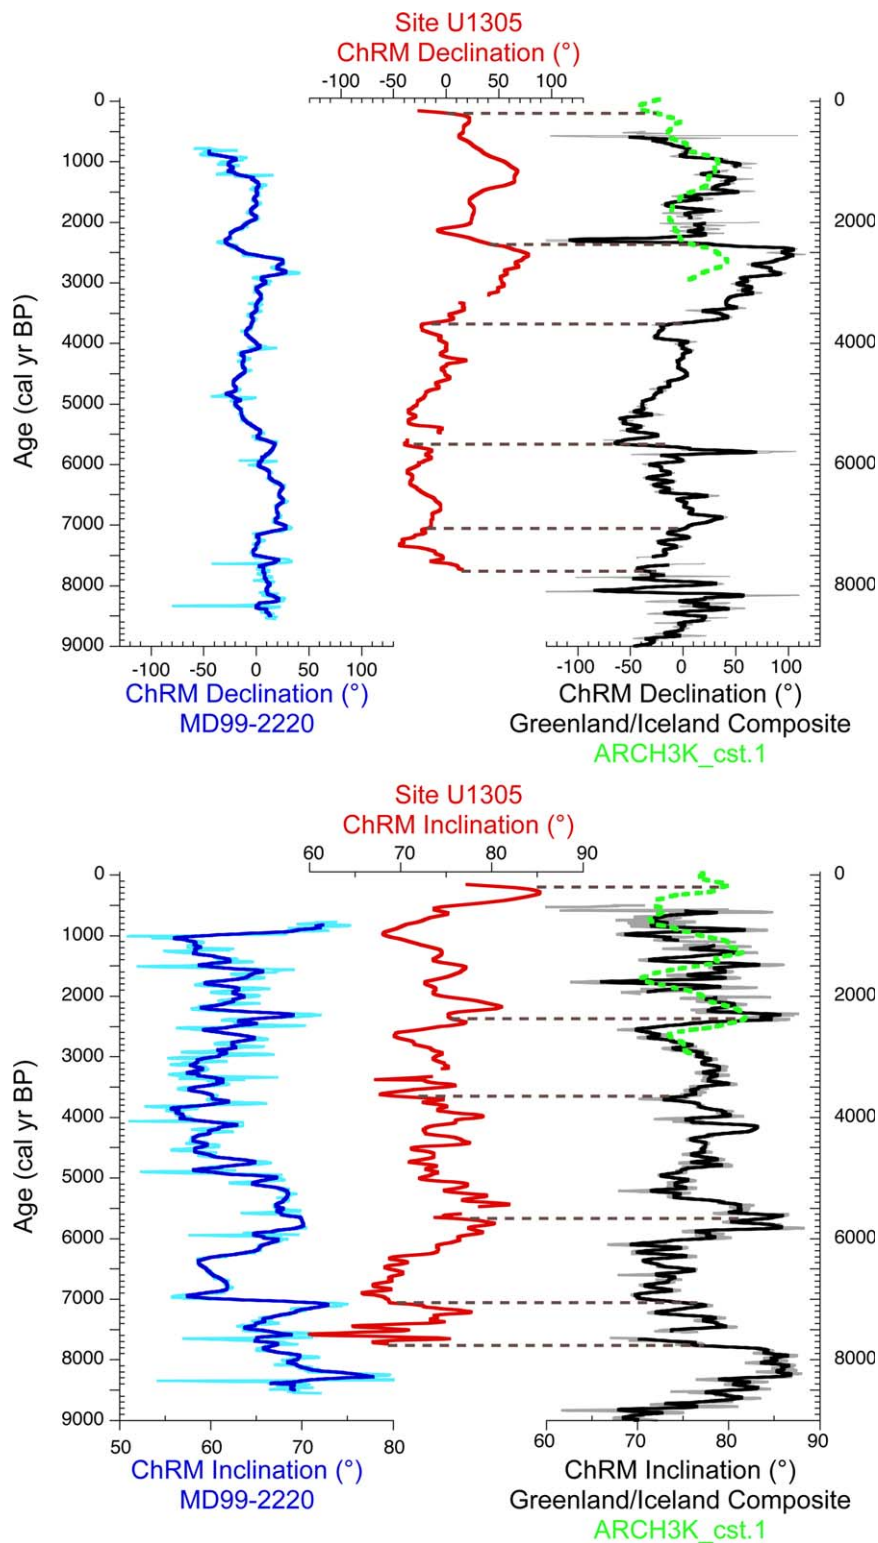 Site U1305
ChRM Declination (°)
-100 -50 0 50 100
0 0
1000
2000 2000
3000
4000 4000
5000
6000 6000
7000
8000 8000
9000
Age (cal yr BP)
-100 -50 0 50 100 -100 -50 0 50 100
ChRM Declination (°) ChRM Declination (°)
MD99-2220 Greenland/Iceland Composite
ARCH3K_cst.1
Site U1305
ChRM Inclination (°)
60 70 80 90
0 0
1000
2000 2000
3000
4000 4000
5000
6000 6000
7000
8000 8000
9000
Age (cal yr BP)
50 60 70 80 60 70 80 90
ChRM Inclination (°) ChRM Inclination (°)
MD99-2220 Greenland/Iceland Composite
ARCH3K_cst.1